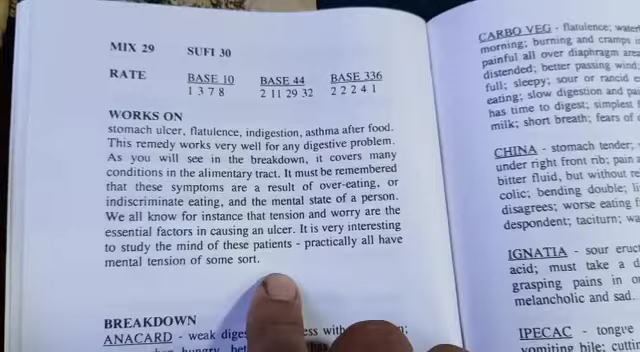 MIX 29 SUFI 30
RATE BASE 10 BASE 44 BASE 336
1 3 7 8 2 11 29 32 2 2 2 4 1
WORKS ON
stomach ulcer, flatulence, indigestion, asthma after food.
This remedy works very well for any digestive problem.
As you will see in the breakdown, it covers many
conditions in the alimentary tract. It must be remembered
that these symptoms are a result of over-eating, or
indiscriminate eating, and the mental state of a person.
We all know for instance that tension and worry are the
essential factors in causing an ulcer. It is very interesting
to study the mind of these patients - practically all have
mental tension of some sort.
BREAKDOWN
ANACARD - weak
hungry,
CARBO VEG - flatulence;
morning; burning and cramps
painful all over diaphragm
distended; better passing wind;
full; sleepy; sour or rancid
eating; slow digestion and
has time to digest; simplest
milk; short breath; fears of
CHINA - stomach tender;
under right front rib; pain
bitter fluid, but without
colic; bending double;
disagrees; worse eating
despondent; taciturn;
IGNATIA - sour
acid; must take a
grasping pains in
melancholic and sad.
IPECAC - tongue
vomiting bile;